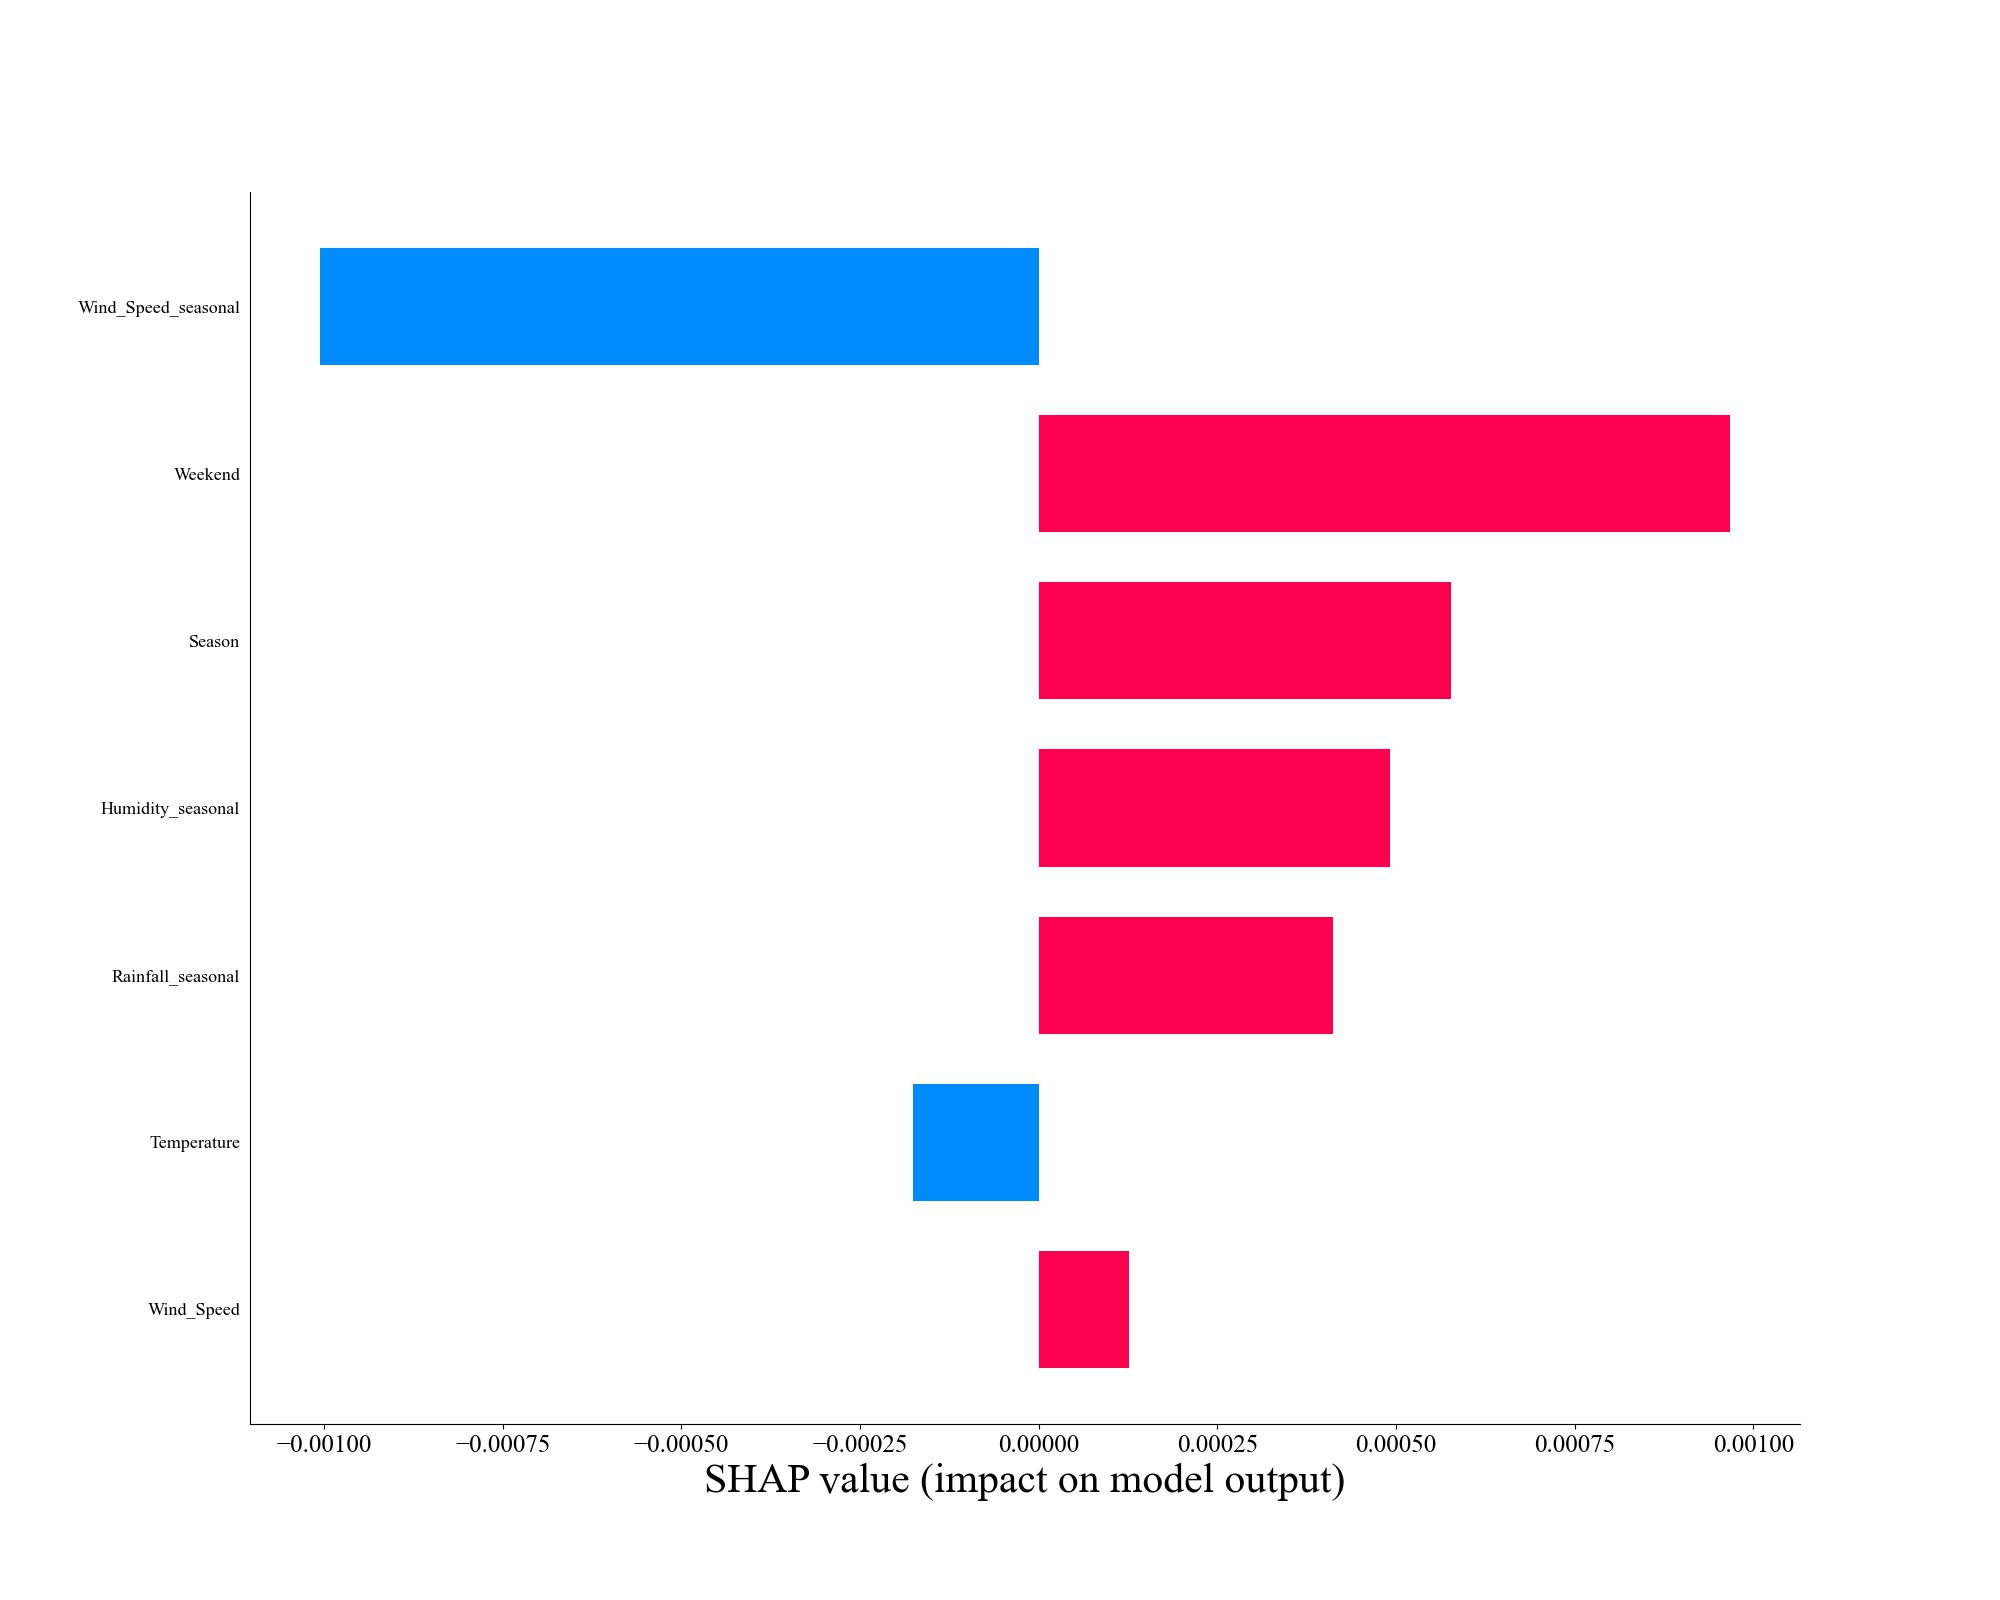 Wind_Speed_seasonal
Weekend
Season
Humidity_seasonal
Rainfall_seasonal
Temperature
Wind_Speed
−0.00100 −0.00075 −0.00050 −0.00025 0.00000 0.00025 0.00050 0.00075 0.00100
SHAP value (impact on model output)